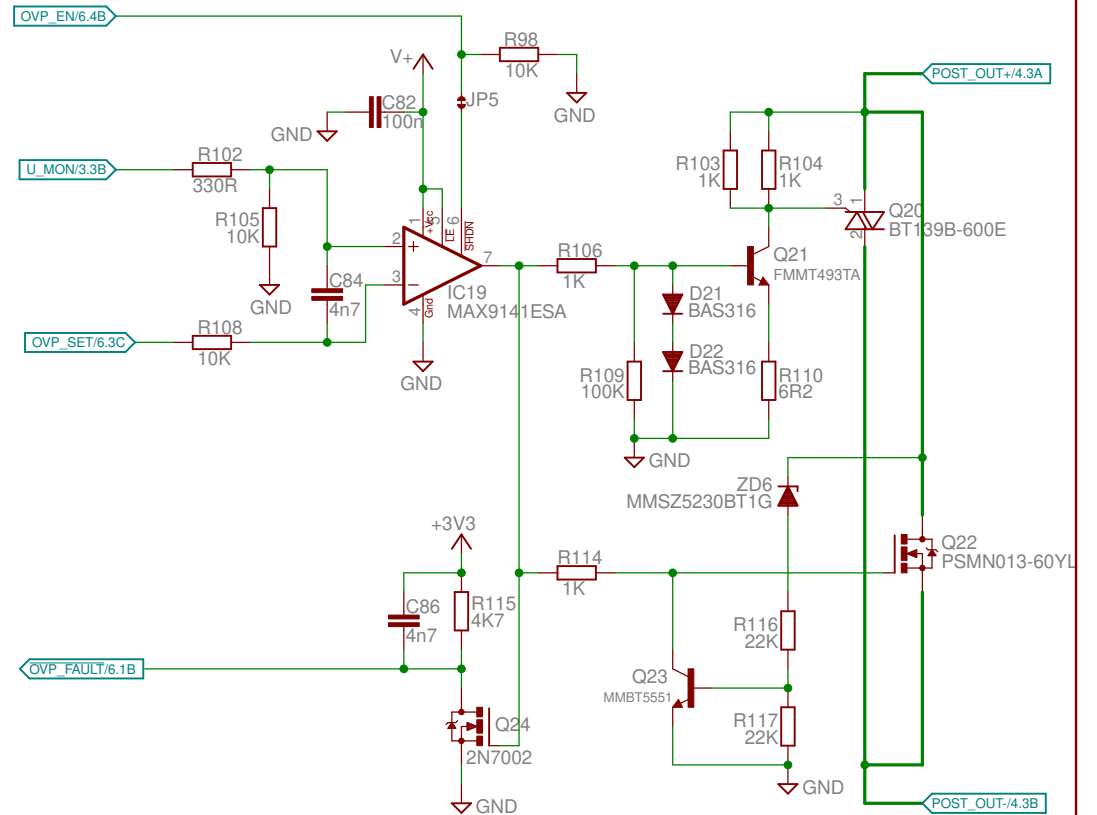 OVP_EN/6.4B
R98
10K
V+
POST_OUT+/4.3A
C82
100n
JP5
GND
GND
U_MON/3.3B
R102
330R
R103
1K
R104
1K
R105
10K
1
+Vcc
5
LE
6
SHDN
3
1
2
Q20
BT139B-600E
2
+
3
−
7
R106
1K
Q21
FMMT493TA
C84
4n7
IC19
MAX9141ESA
4
Gnd
D21
BAS316
GND
OVP_SET/6.3C
R108
10K
D22
BAS316
GND
R109
100K
R110
6R2
GND
ZD6
MMSZ5230BT1G
+3V3
Q22
PSMN013-60YL
R114
1K
C86
4n7
R115
4K7
R116
22K
OVP_FAULT/6.1B
Q23
MMBT5551
Q24
2N7002
R117
22K
GND
GND
POST_OUT-/4.3B